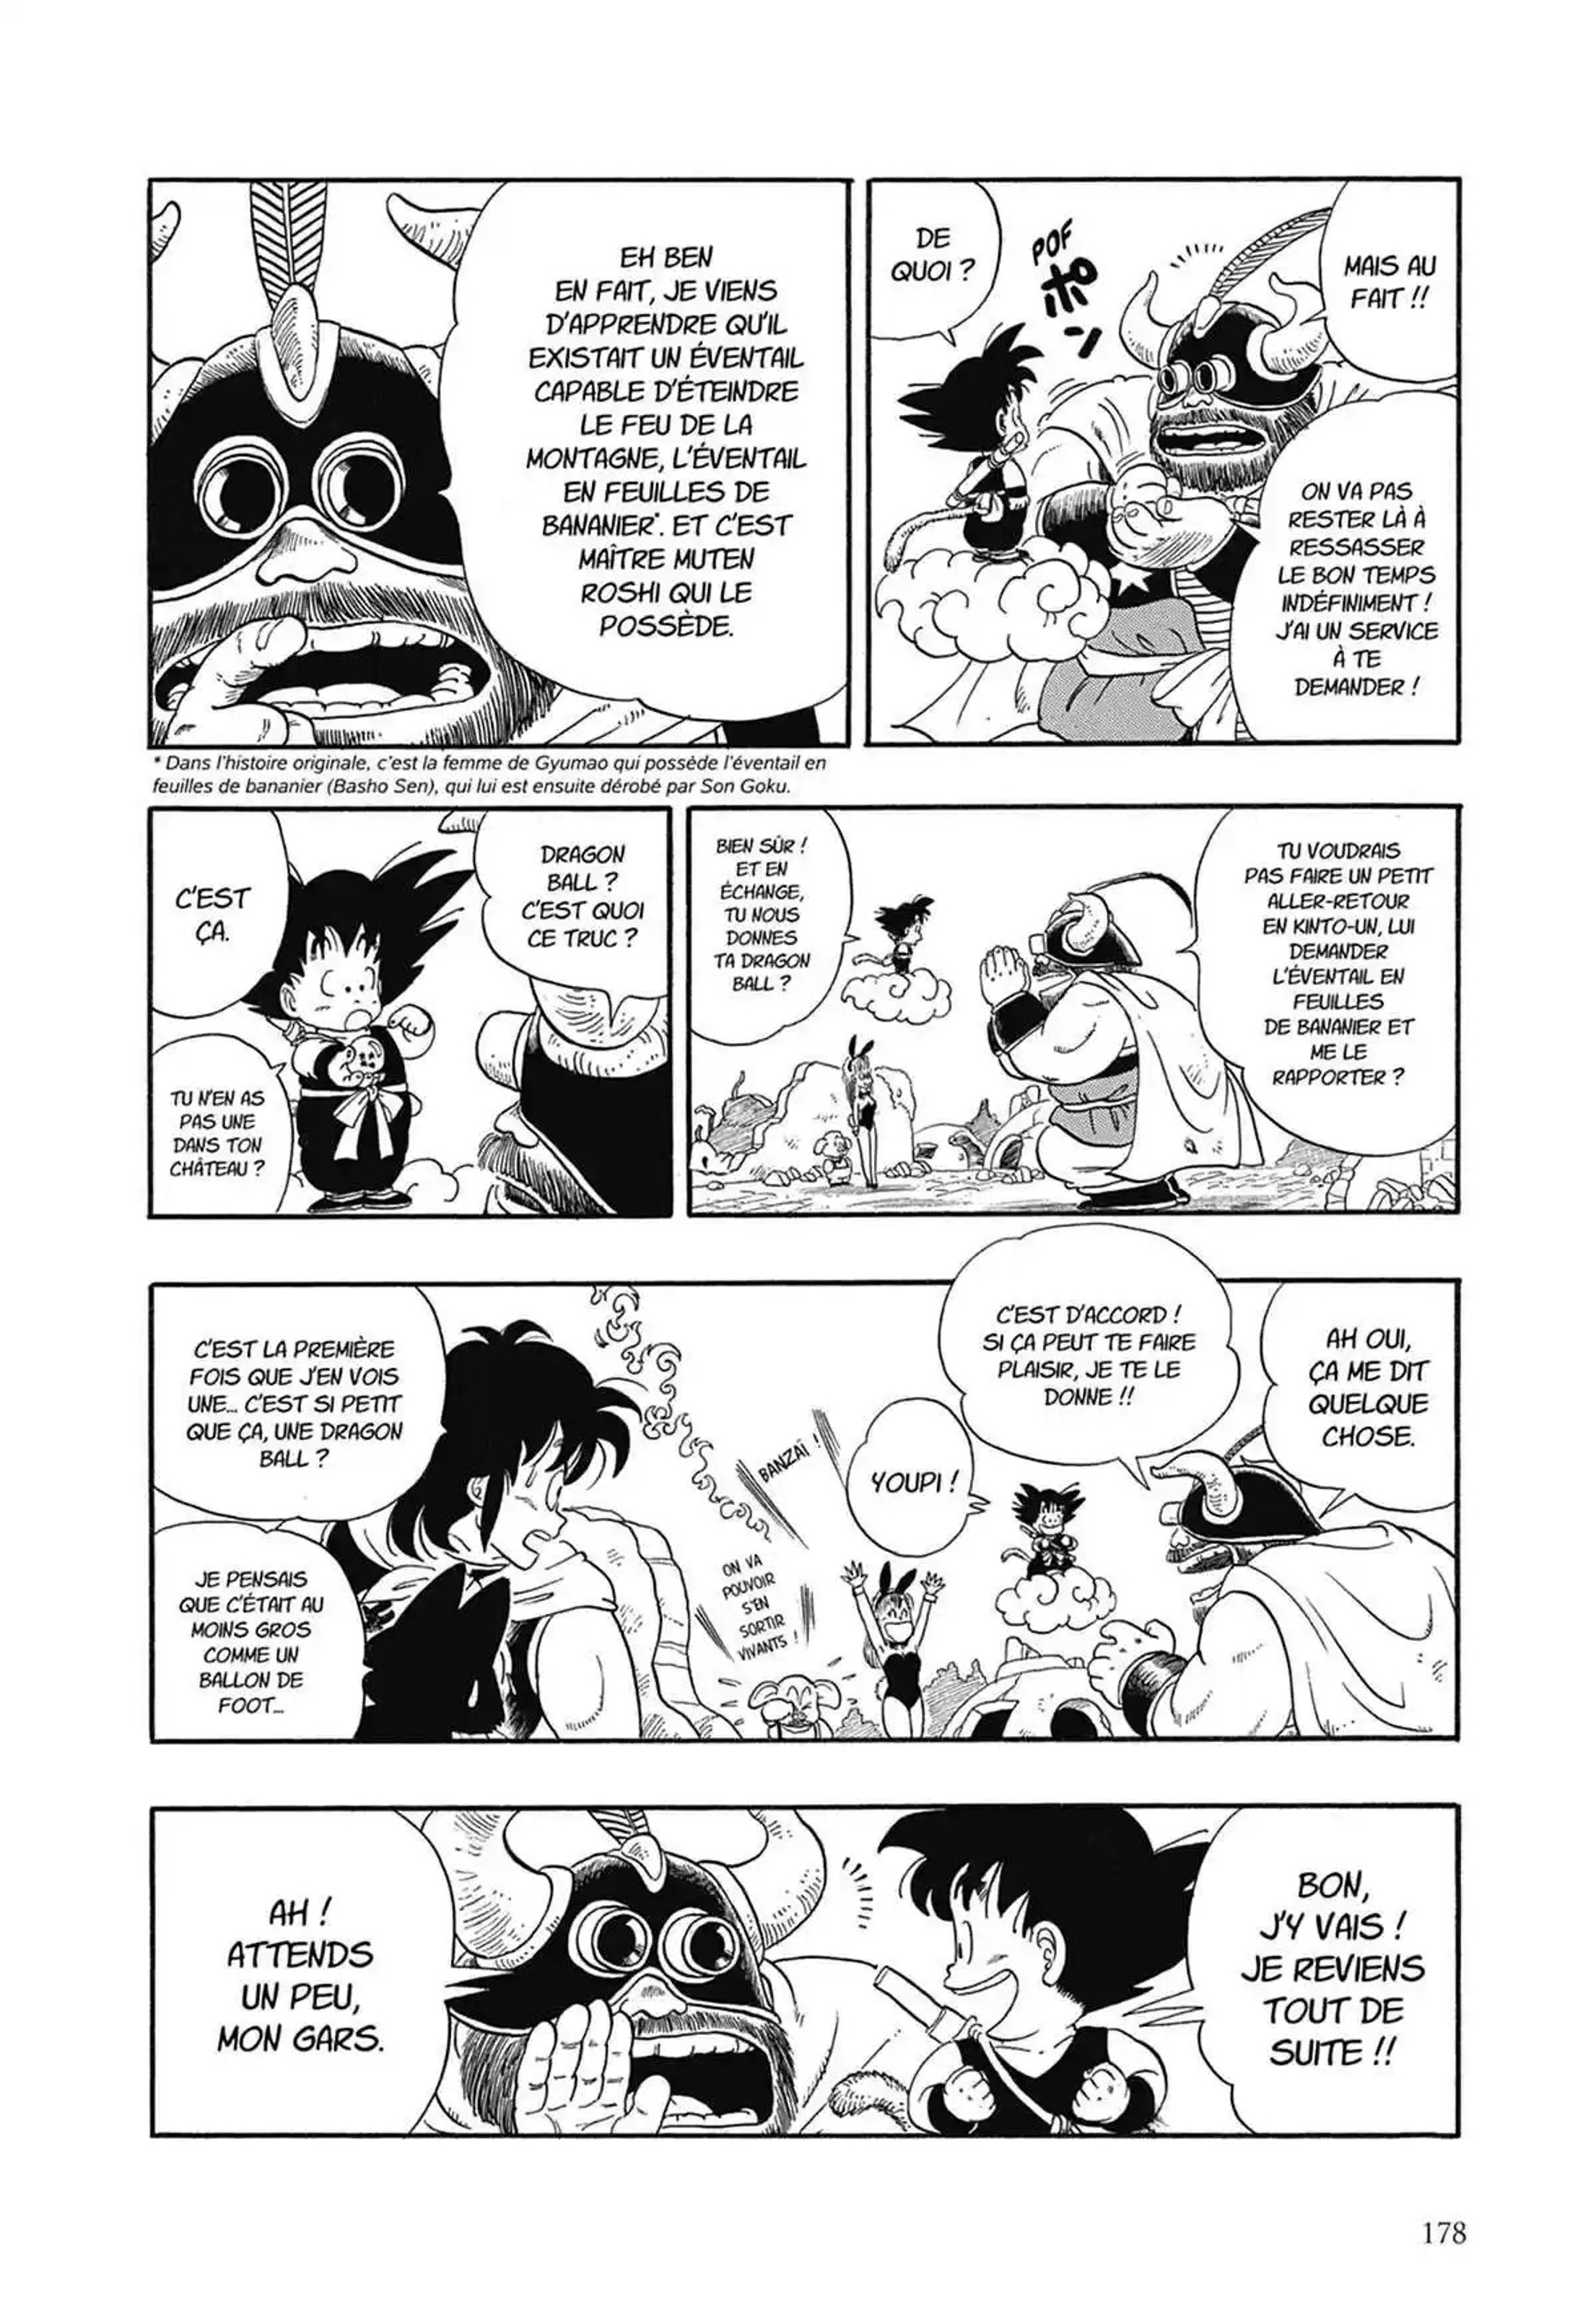 MAIS AU
FAIT !!
POF
ポン
DE
QUOI ?
ON VA PAS
RESTER LÀ À
RESSASSER
LE BON TEMPS
INDÉFINIMENT !
J'AI UN SERVICE
À TE
DEMANDER !
EH BEN
EN FAIT, JE VIENS
D'APPRENDRE QU'IL
EXISTAIT UN ÉVENTAIL
CAPABLE D'ÉTEINDRE
LE FEU DE LA
MONTAGNE, L'ÉVENTAIL
EN FEUILLES DE
BANANIER*. ET C'EST
MAÎTRE MUTEN
ROSHI QUI LE
POSSÈDE.
* Dans l'histoire originale, c'est la femme de Gyumao qui possède l'éventail en
feuilles de bananier (Basho Sen), qui lui est ensuite dérobé par Son Goku.
TU VOUDRAIS
PAS FAIRE UN PETIT
ALLER-RETOUR
EN KINTO-UN, LUI
DEMANDER
L'ÉVENTAIL EN
FEUILLES
DE BANANIER ET
ME LE
RAPPORTER ?
BIEN SÛR !
ET EN
ÉCHANGE,
TU NOUS
DONNES
TA DRAGON
BALL ?
DRAGON
BALL ?
C'EST QUOI
CE TRUC ?
C'EST
ÇA.
TU N'EN AS
PAS UNE
DANS TON
CHÂTEAU ?
AH OUI,
ÇA ME DIT
QUELQUE
CHOSE.
C'EST D'ACCORD !
SI ÇA PEUT TE FAIRE
PLAISIR, JE TE LE
DONNE !!
YOUPI !
BANZAÏ !
ON VA
POUVOIR
S'EN
SORTIR
VIVANTS !
C'EST LA PREMIÈRE
FOIS QUE J'EN VOIS
UNE... C'EST SI PETIT
QUE ÇA, UNE DRAGON
BALL ?
JE PENSAIS
QUE C'ÉTAIT AU
MOINS GROS
COMME UN
BALLON DE
FOOT...
BON,
J'Y VAIS !
JE REVIENS
TOUT DE
SUITE !!
AH !
ATTENDS
UN PEU,
MON GARS.
178